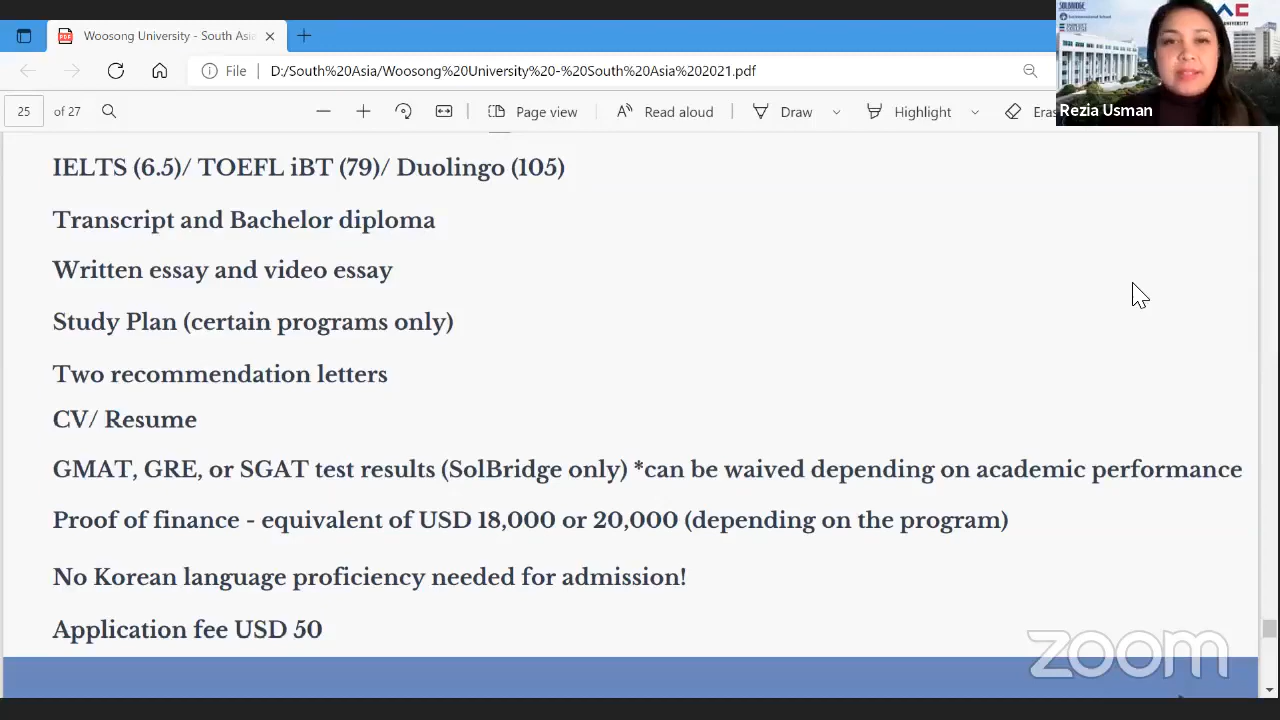 Woosong University - South Asia
File D:/South%20Asia/Woosong%20University%20-%20South%20Asia%202021.pdf
25 of 27
Page view
Read aloud
Draw
Highlight
Rezia Usman
IELTS (6.5)/ TOEFL iBT (79)/ Duolingo (105)
Transcript and Bachelor diploma
Written essay and video essay
Study Plan (certain programs only)
Two recommendation letters
CV/ Resume
GMAT, GRE, or SGAT test results (SolBridge only) *can be waived depending on academic performance
Proof of finance - equivalent of USD 18,000 or 20,000 (depending on the program)
No Korean language proficiency needed for admission!
Application fee USD 50
zoom